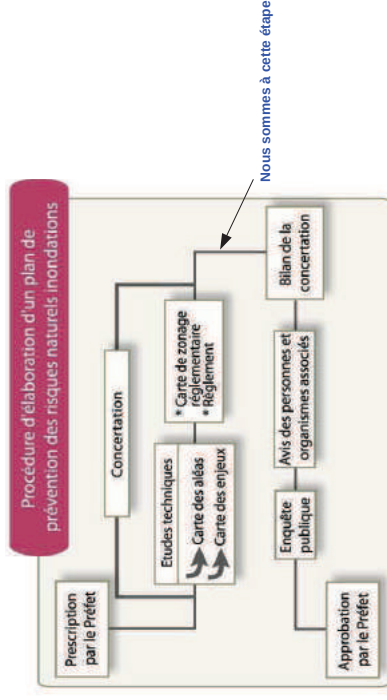 Procédure d'élaboration d'un plan de
prévention des risques naturels inondations
Prescription
par le Préfet
Concertation
Etudes techniques
Carte des aléas
Carte des enjeux
* Carte de zonage
réglementaire
* Règlement
Nous sommes à cette étape
Bilan de la
concertation
Avis des personnes et
organismes associés
Enquête
publique
Approbation
par le Préfet